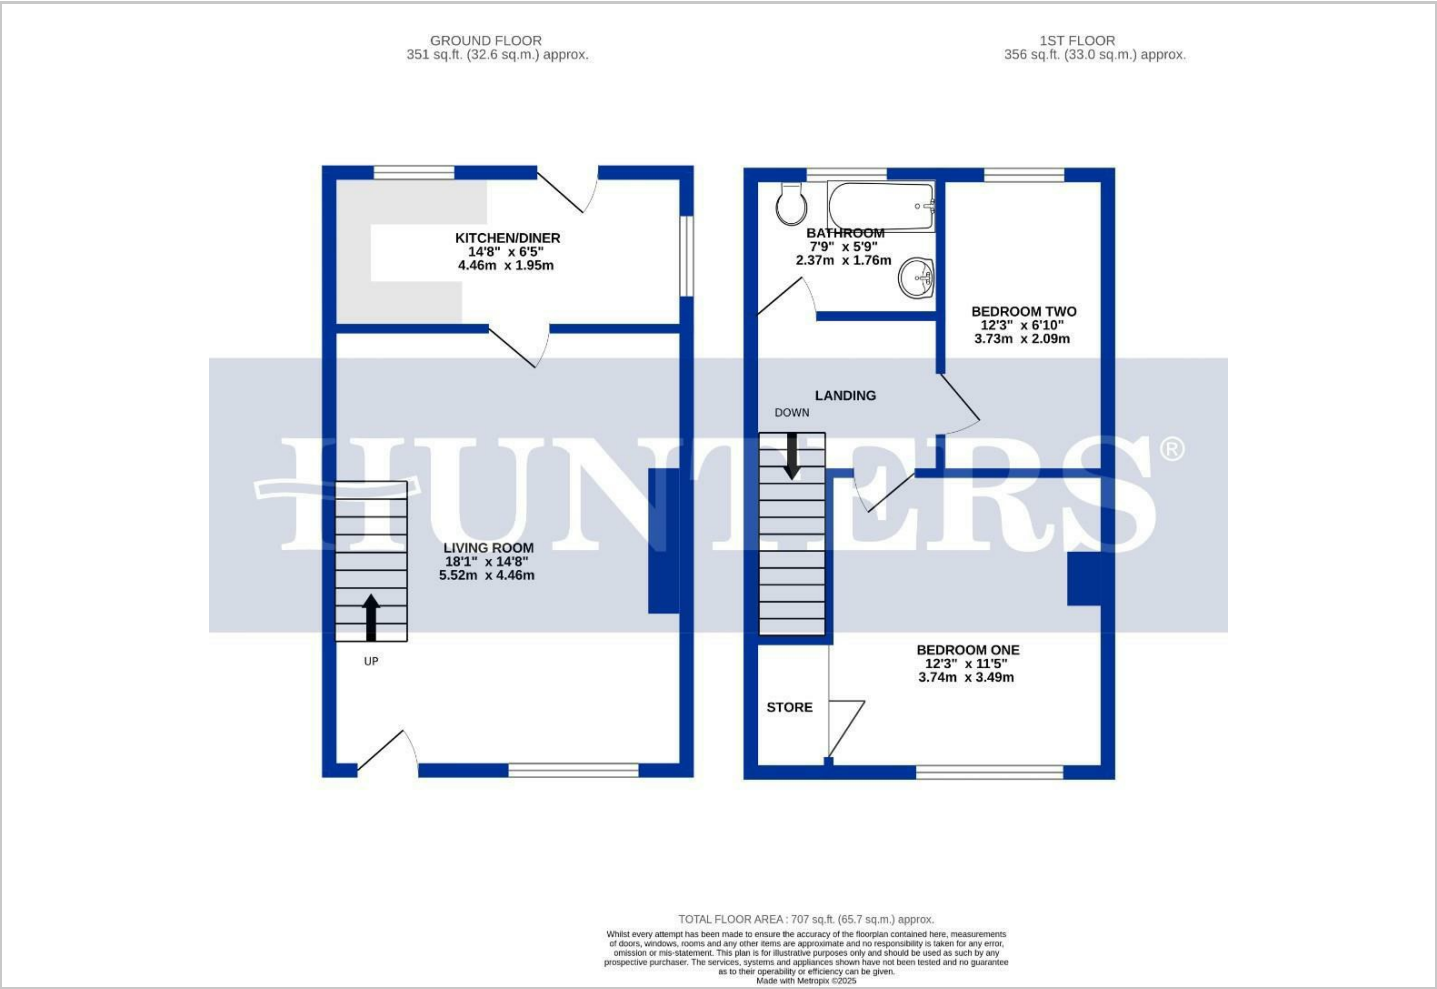 GROUND FLOOR
351 sq.ft. (32.6 sq.m.) approx.
1ST FLOOR
356 sq.ft. (33.0 sq.m.) approx.
KITCHEN/DINER
14'8" x 6'5"
4.46m x 1.95m
BATHROOM
7'9" x 5'9"
2.37m x 1.76m
BEDROOM TWO
12'3" x 6'10"
3.73m x 2.09m
LANDING
DOWN
HUNTERS®
LIVING ROOM
18'1" x 14'8"
5.52m x 4.46m
UP
BEDROOM ONE
12'3" x 11'5"
3.74m x 3.49m
STORE
TOTAL FLOOR AREA : 707 sq.ft. (65.7 sq.m.) approx.
Whilst every attempt has been made to ensure the accuracy of the floorplan contained here, measurements
of doors, windows, rooms and any other items are approximate and no responsibility is taken for any error,
omission or mis-statement. This plan is for illustrative purposes only and should be used as such by any
prospective purchaser. The services, systems and appliances shown have not been tested and no guarantee
as to their operability or efficiency can be given.
Made with Metropix ©2025